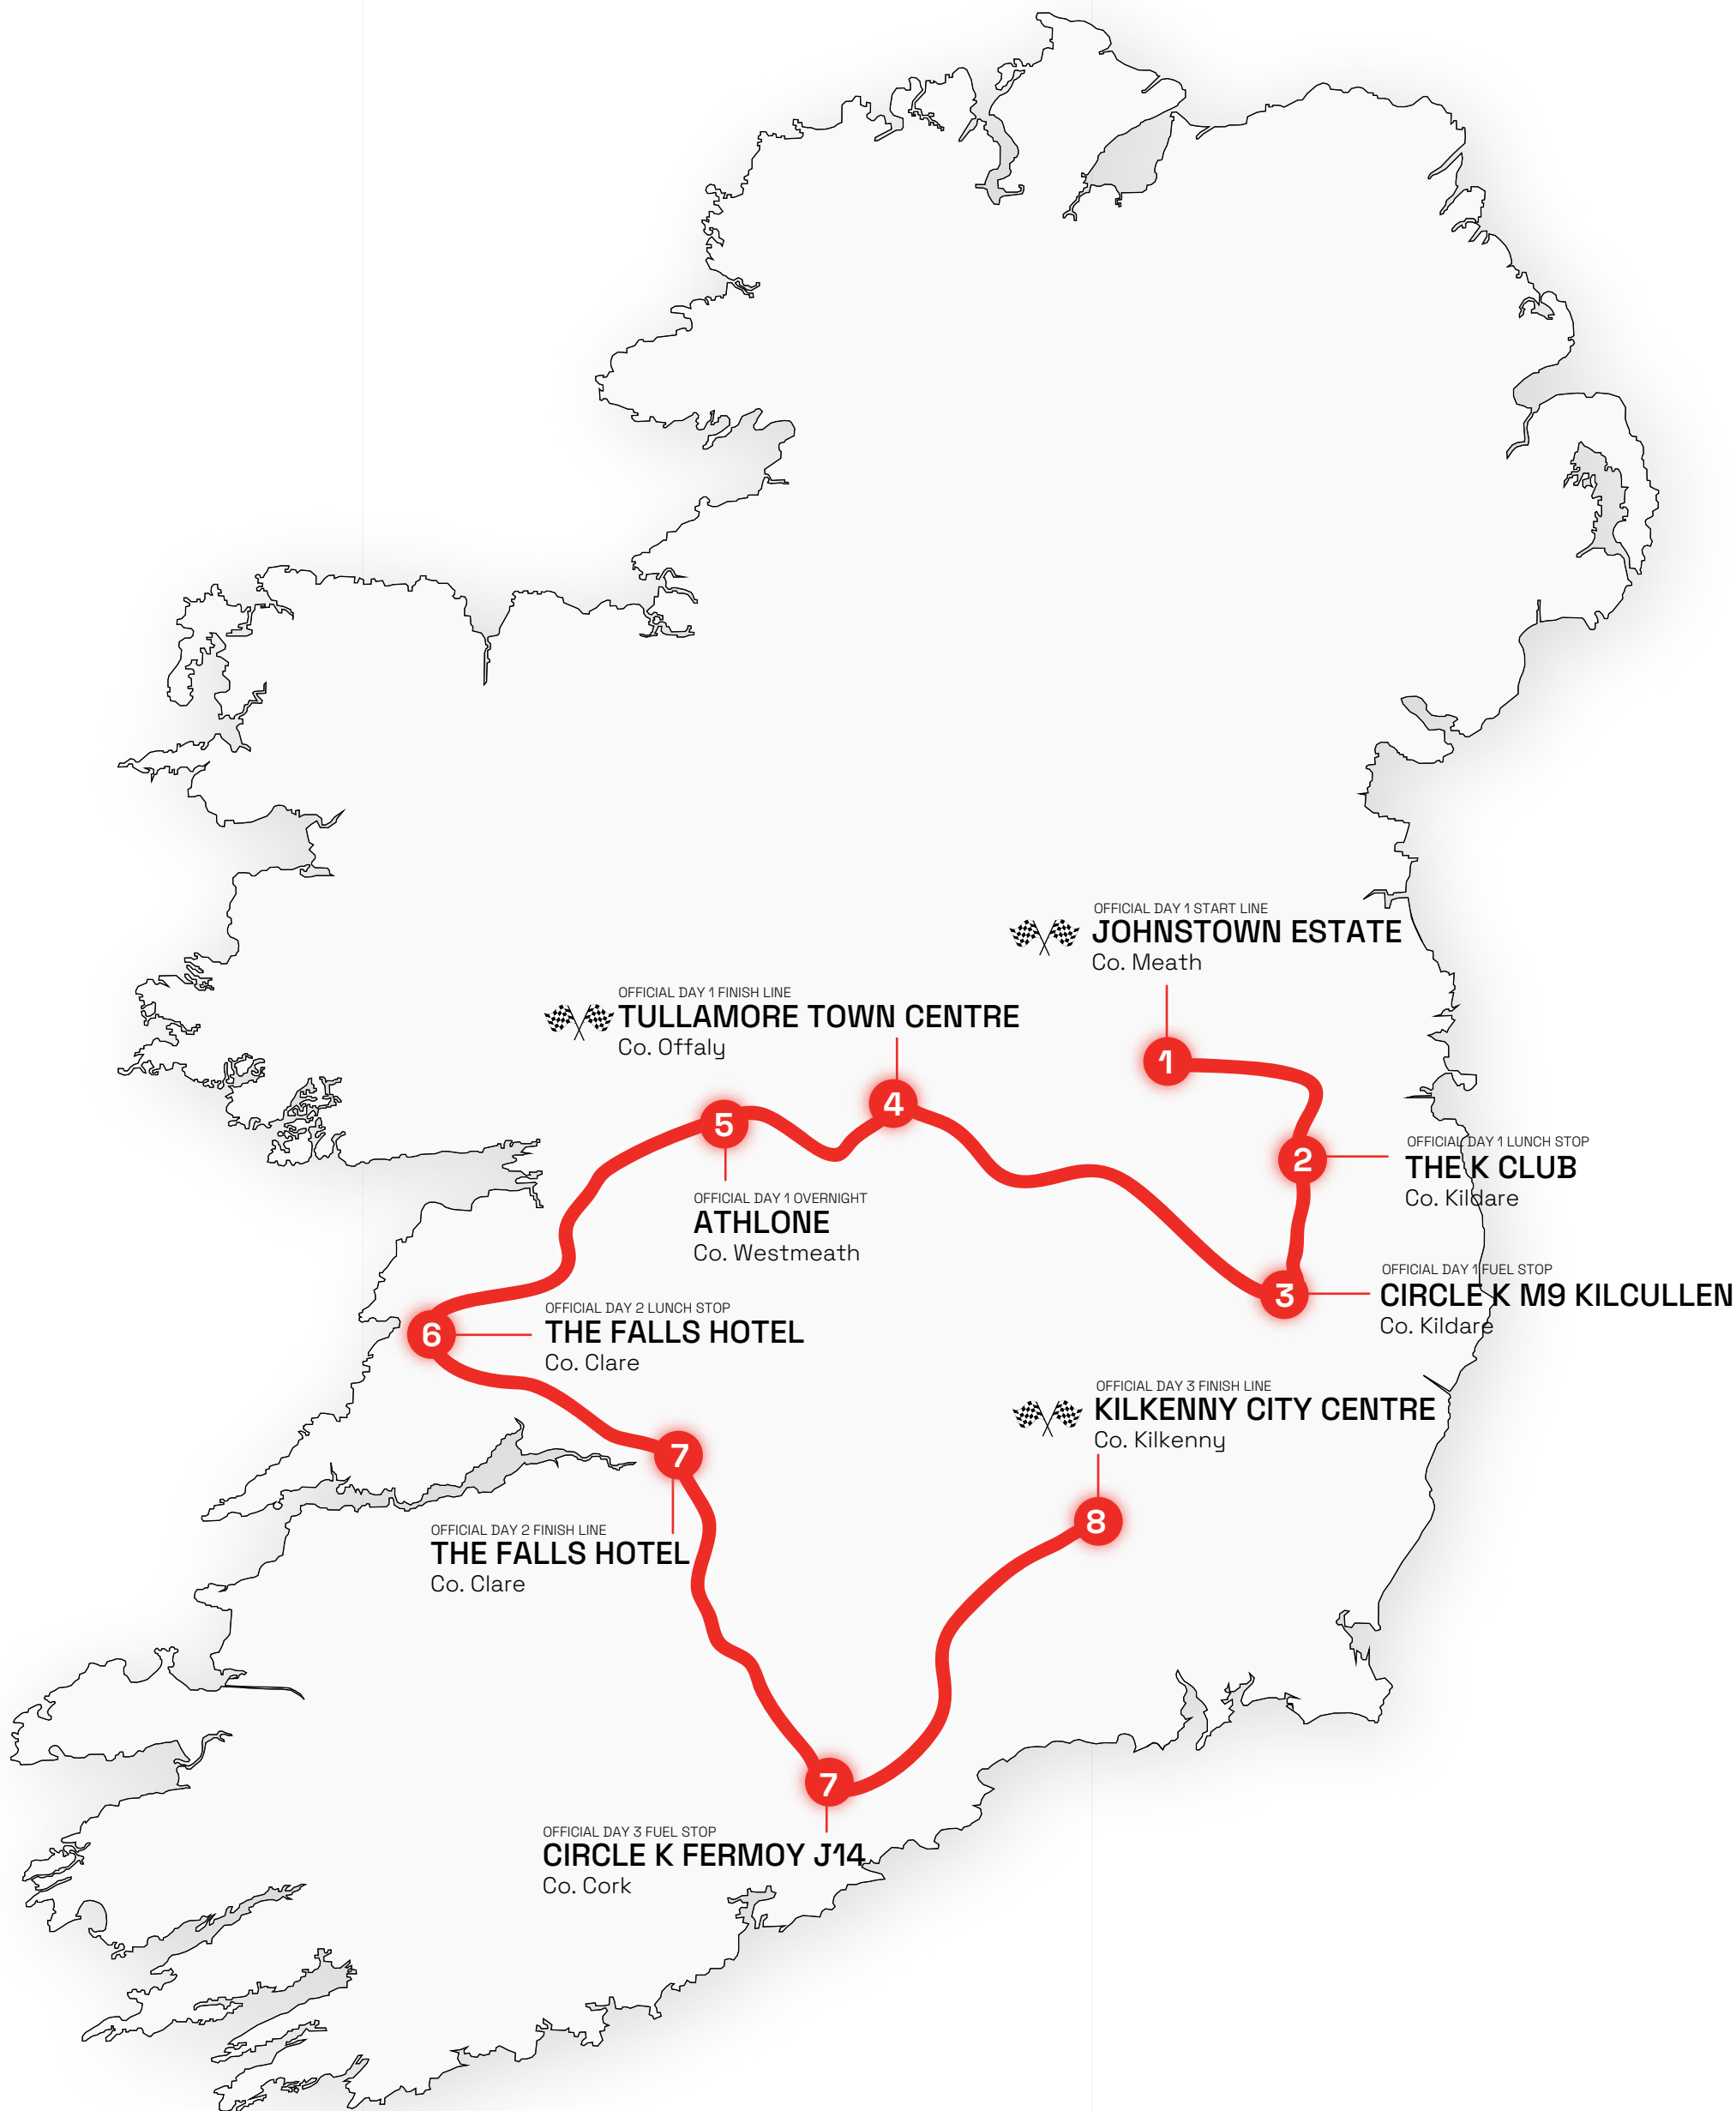 OFFICIAL DAY 1 START LINE
JOHNSTOWN ESTATE
Co. Meath
OFFICIAL DAY 1 FINISH LINE
TULLAMORE TOWN CENTRE
Co. Offaly
1
4
5
OFFICIAL DAY 1 LUNCH STOP
2
THE K CLUB
Co. Kildare
OFFICIAL DAY 1 OVERNIGHT
ATHLONE
Co. Westmeath
OFFICIAL DAY 1 FUEL STOP
3
CIRCLE K M9 KILCULLEN
Co. Kildare
OFFICIAL DAY 2 LUNCH STOP
6
THE FALLS HOTEL
Co. Clare
OFFICIAL DAY 3 FINISH LINE
KILKENNY CITY CENTRE
Co. Kilkenny
7
8
OFFICIAL DAY 2 FINISH LINE
THE FALLS HOTEL
Co. Clare
7
OFFICIAL DAY 3 FUEL STOP
CIRCLE K FERMOY J14
Co. Cork